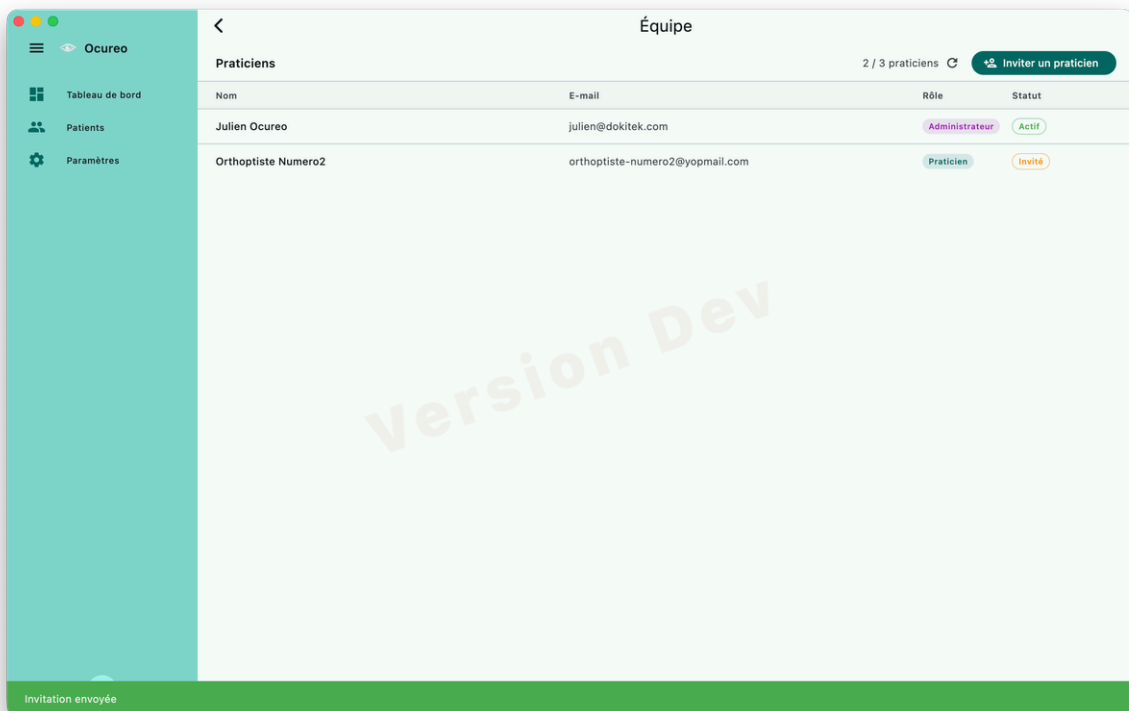 Ocureo
Tableau de bord
Patients
Paramètres
Équipe
Praticiens
2 / 3 praticiens
Inviter un praticien
Nom E-mail Rôle Statut
Julien Ocureo julien@dokitek.com Administrateur Actif
Orthoptiste Numero2 orthoptiste-numero2@yopmail.com Praticien Invité
Version Dev
Invitation envoyée